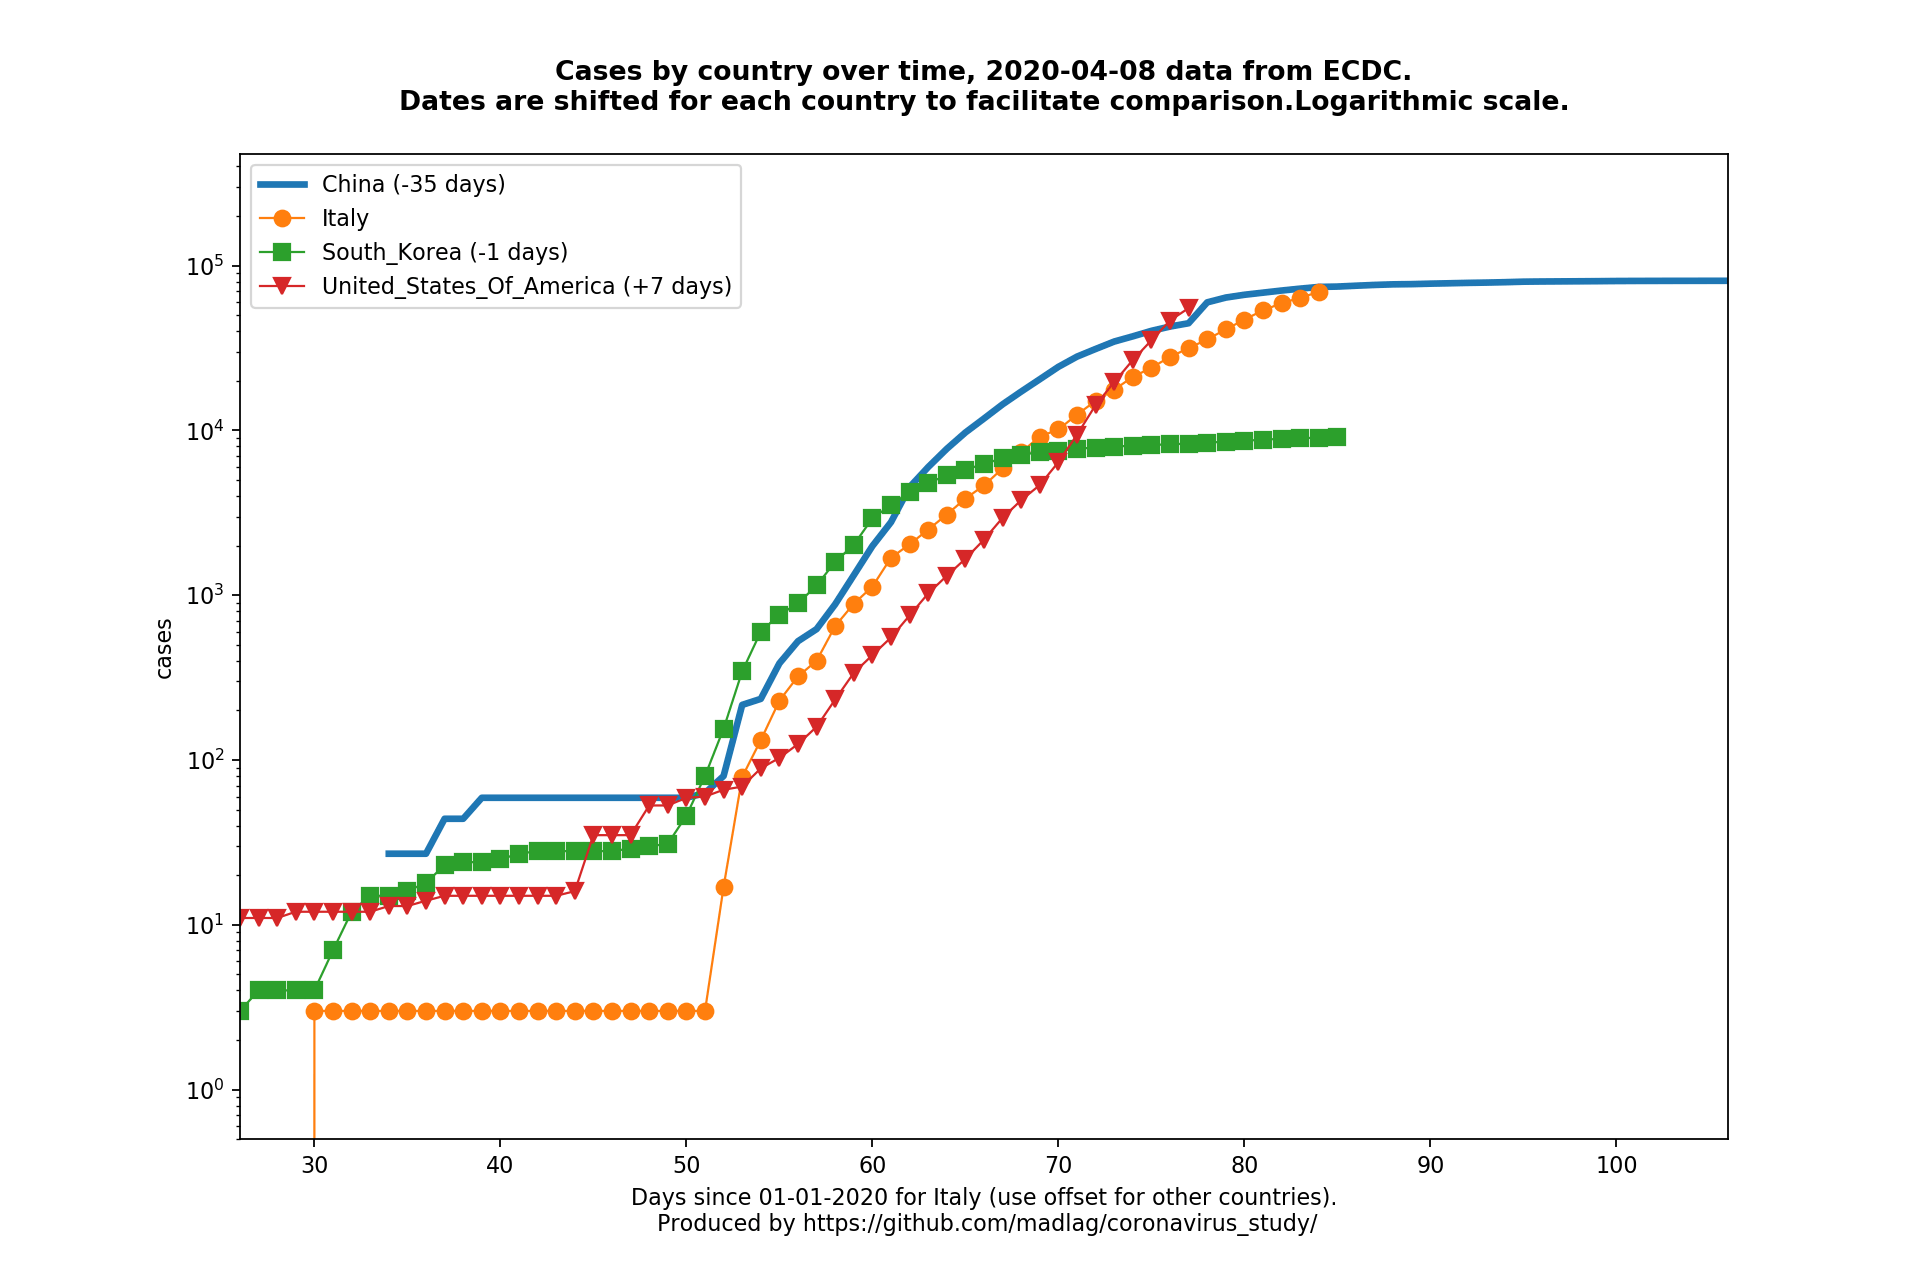 Cases by country over time, 2020-04-08 data from ECDC.
Dates are shifted for each country to facilitate comparison.Logarithmic scale.
China (-35 days)
Italy
South_Korea (-1 days)
United_States_Of_America (+7 days)
10⁵
10⁴
10³
10²
10¹
10⁰
cases
30 40 50 60 70 80 90 100
Days since 01-01-2020 for Italy (use offset for other countries).
Produced by https://github.com/madlag/coronavirus_study/